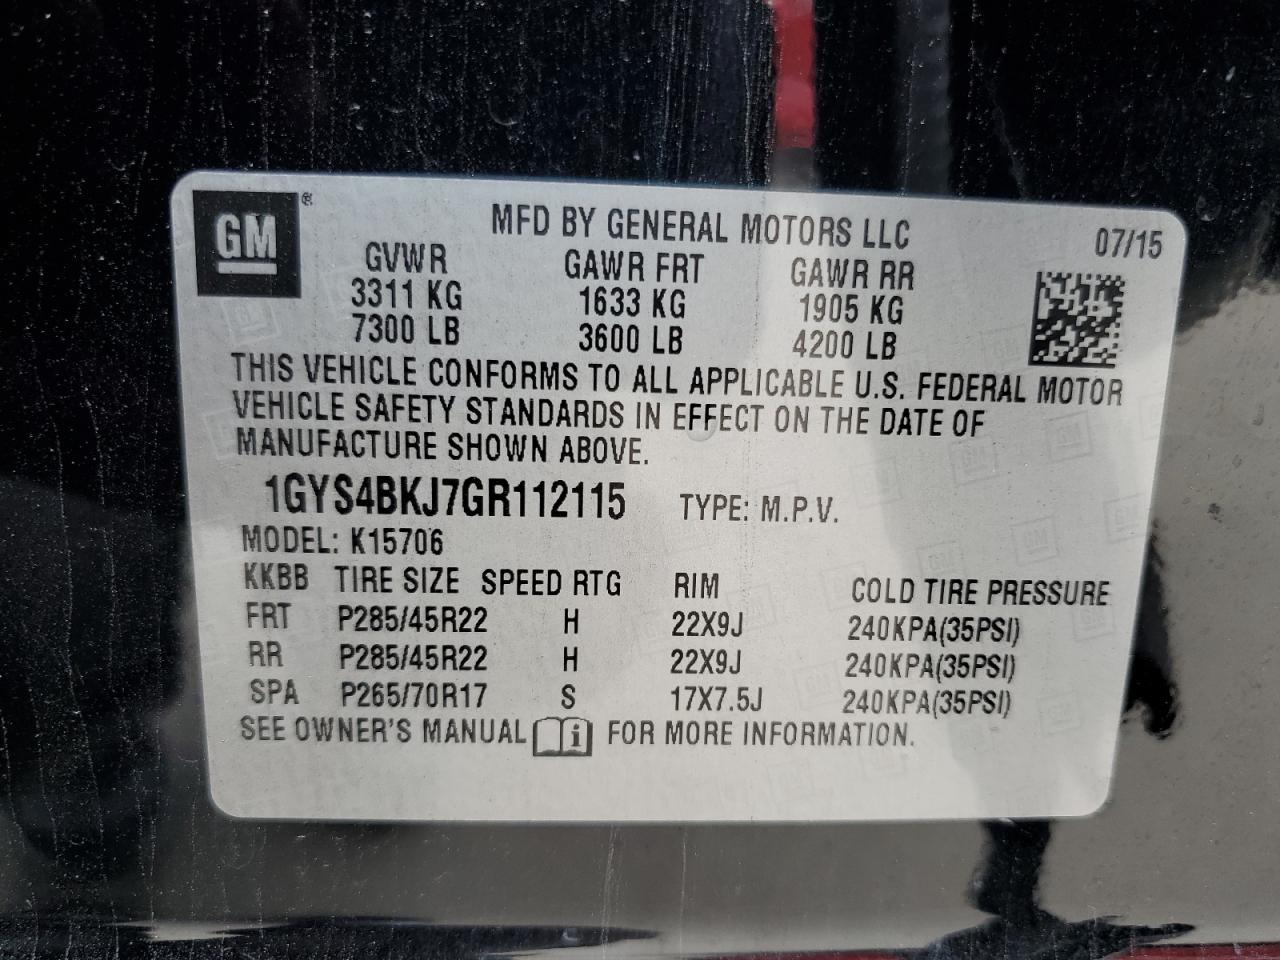 GM ®
MFD BY GENERAL MOTORS LLC 07/15
GVWR GAWR FRT GAWR RR
3311 KG 1633 KG 1905 KG
7300 LB 3600 LB 4200 LB
THIS VEHICLE CONFORMS TO ALL APPLICABLE U.S. FEDERAL MOTOR
VEHICLE SAFETY STANDARDS IN EFFECT ON THE DATE OF
MANUFACTURE SHOWN ABOVE.
1GYS4BKJ7GR112115 TYPE: M.P.V.
MODEL: K15706
KKBB TIRE SIZE SPEED RTG RIM COLD TIRE PRESSURE
FRT P285/45R22 H 22X9J 240KPA(35PSI)
RR P285/45R22 H 22X9J 240KPA(35PSI)
SPA P265/70R17 S 17X7.5J 240KPA(35PSI)
SEE OWNER'S MANUAL i FOR MORE INFORMATION.